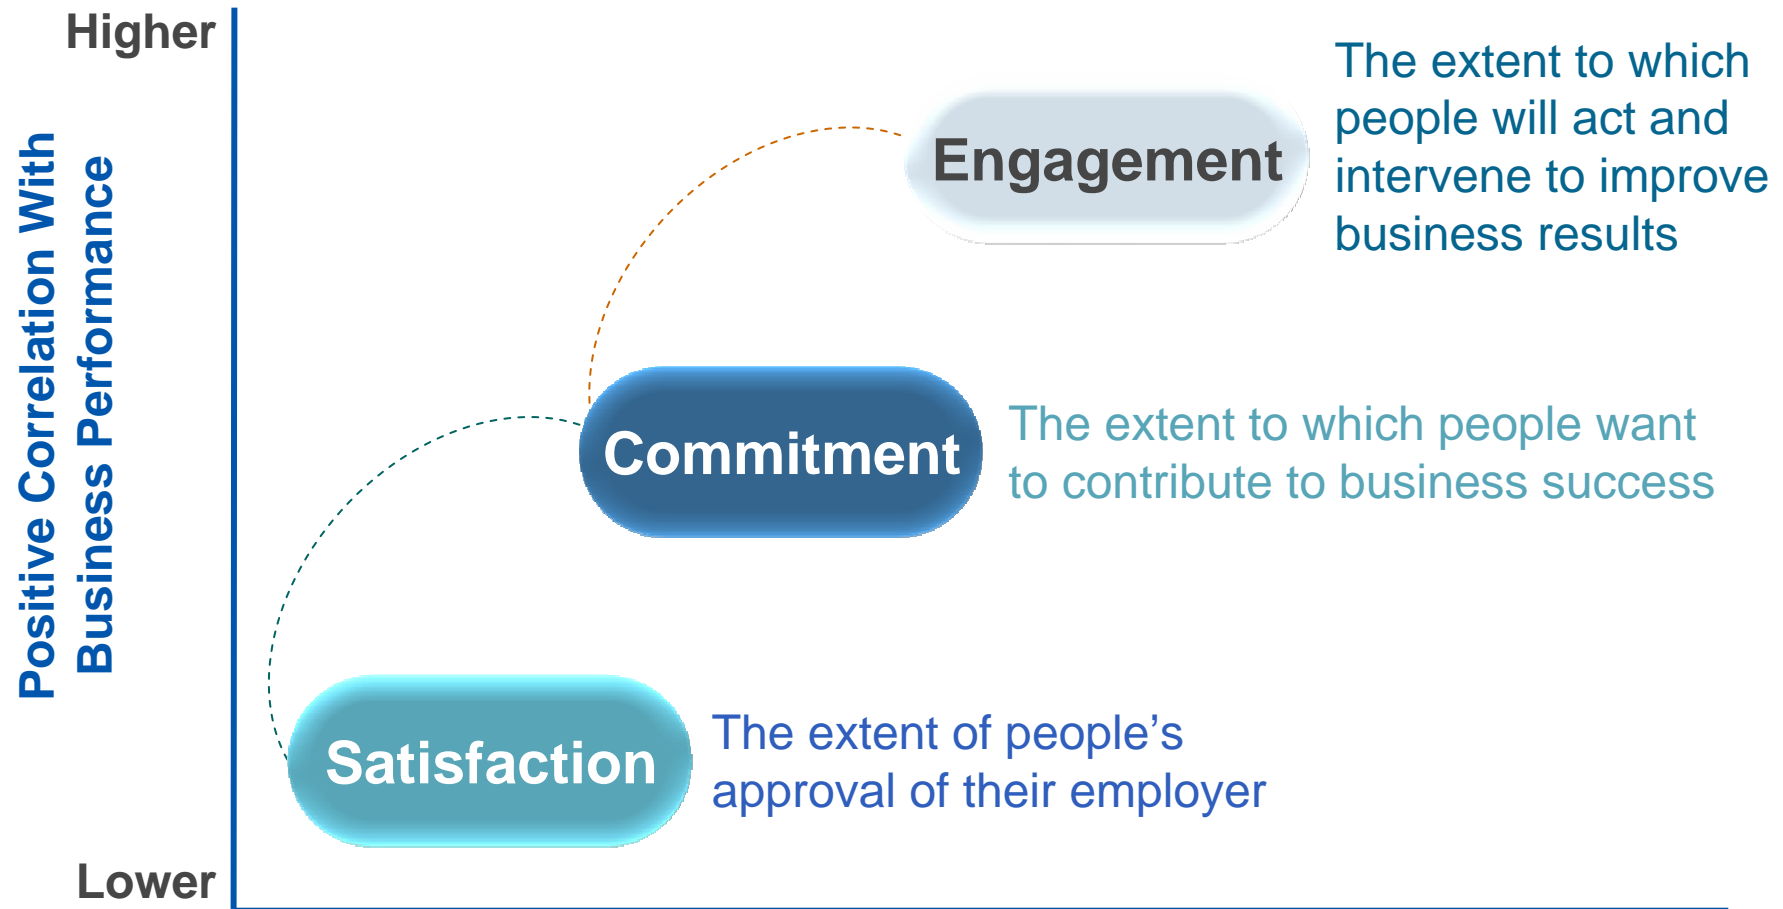 Higher
Positive Correlation With
Business Performance
Engagement
The extent to which
people will act and
intervene to improve
business results
Commitment
The extent to which people want
to contribute to business success
Satisfaction
The extent of people’s
approval of their employer
Lower